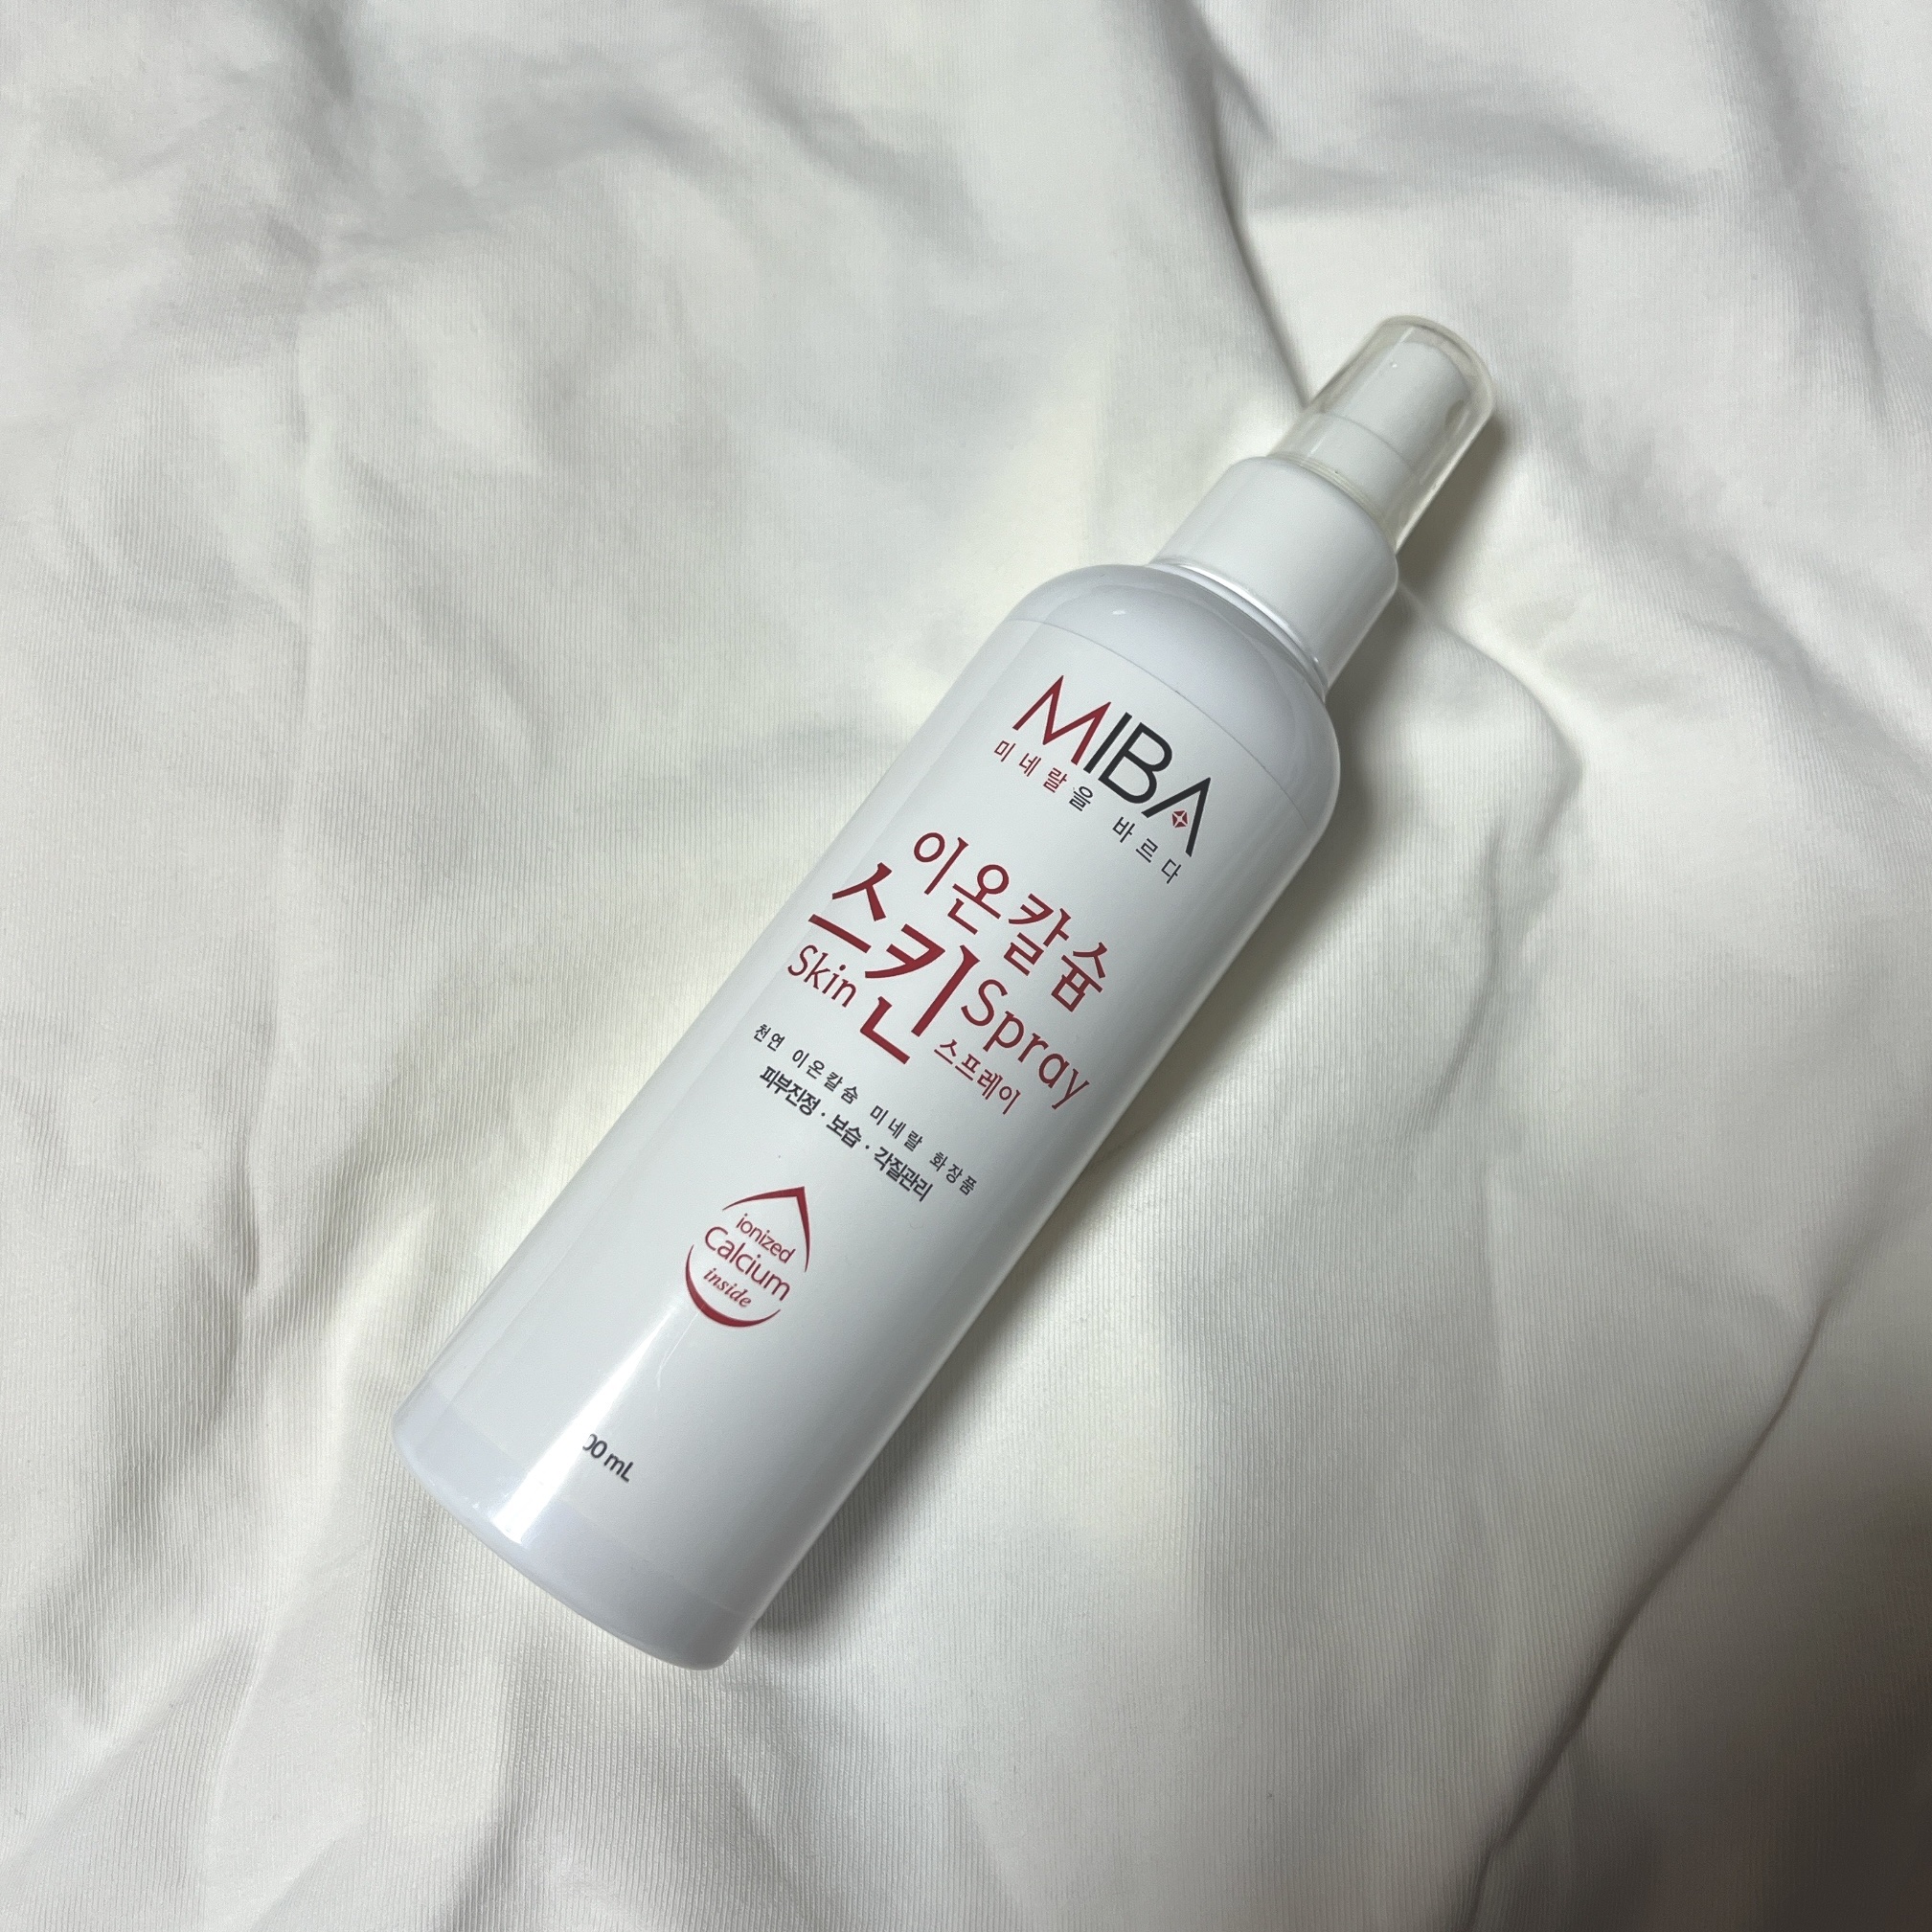 MIBA
미네랄을 바르다
이온칼슘
스킨
Skin
Spray
스프레이
천연 이온칼슘 미네랄 화장품
피부진정 · 보습 · 각질관리
ionized
Calcium
inside
mL